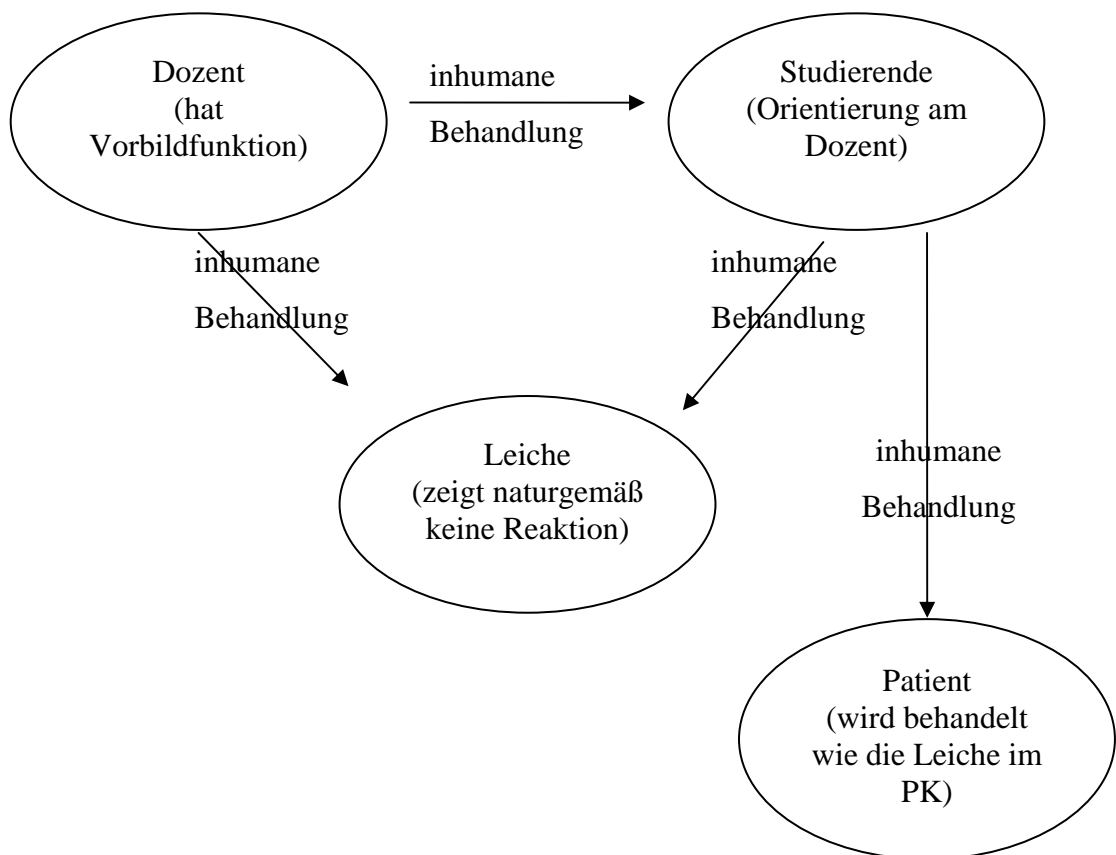 Dozent
(hat
Vorbildfunktion)
inhumane
Behandlung
Studierende
(Orientierung am
Dozent)
inhumane
Behandlung
inhumane
Behandlung
Leiche
(zeigt naturgemäß
keine Reaktion)
inhumane
Behandlung
Patient
(wird behandelt
wie die Leiche im
PK)